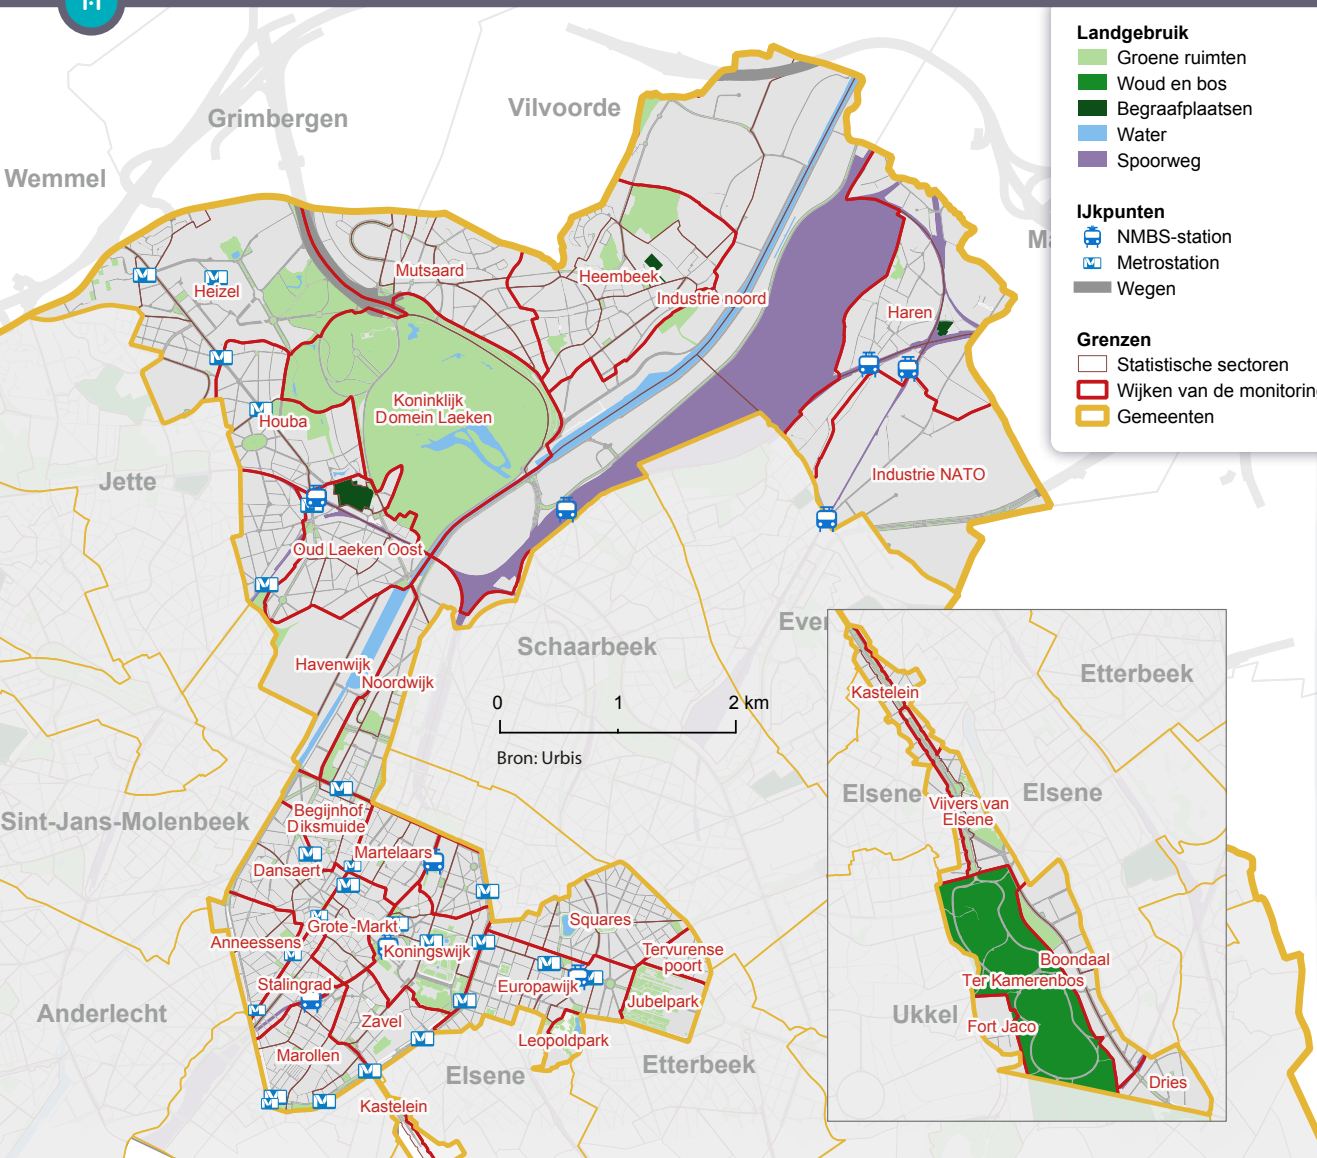 1-1
Landgebruik
Groene ruimten
Woud en bos
Begraafplaatsen
Water
Spoorweg
IJkpunten
NMBS-station
Metrostation
Wegen
Grenzen
Statistische sectoren
Wijken van de monitoring
Gemeenten
Vilvoorde
Grimbergen
Wemmel
Ma
Mutsaard
Heembeek
Heizel
Industrie noord
Haren
Koninklijk
Domein Laeken
Houba
Jette
Industrie NATO
Oud Laeken Oost
Ever
Schaarbeek
Havenwijk
Noordwijk
0 1 2 km
Bron: Urbis
Etterbeek
Kastelein
Elsene
Elsene
Vijvers van
Elsene
Sint-Jans-Molenbeek
Begijnhof
Diksmuide
Martelaars
Dansaert
Squares
Grote-Markt
Anneessens
Koningswijk
Tervurense
poort
Stalingrad
Europawijk
Jubelpark
Boondaal
Ter Kamerenbos
Anderlecht
Zavel
Ukkel
Fort Jaco
Leopoldpark
Marollen
Etterbeek
Elsene
Dries
Kastelein